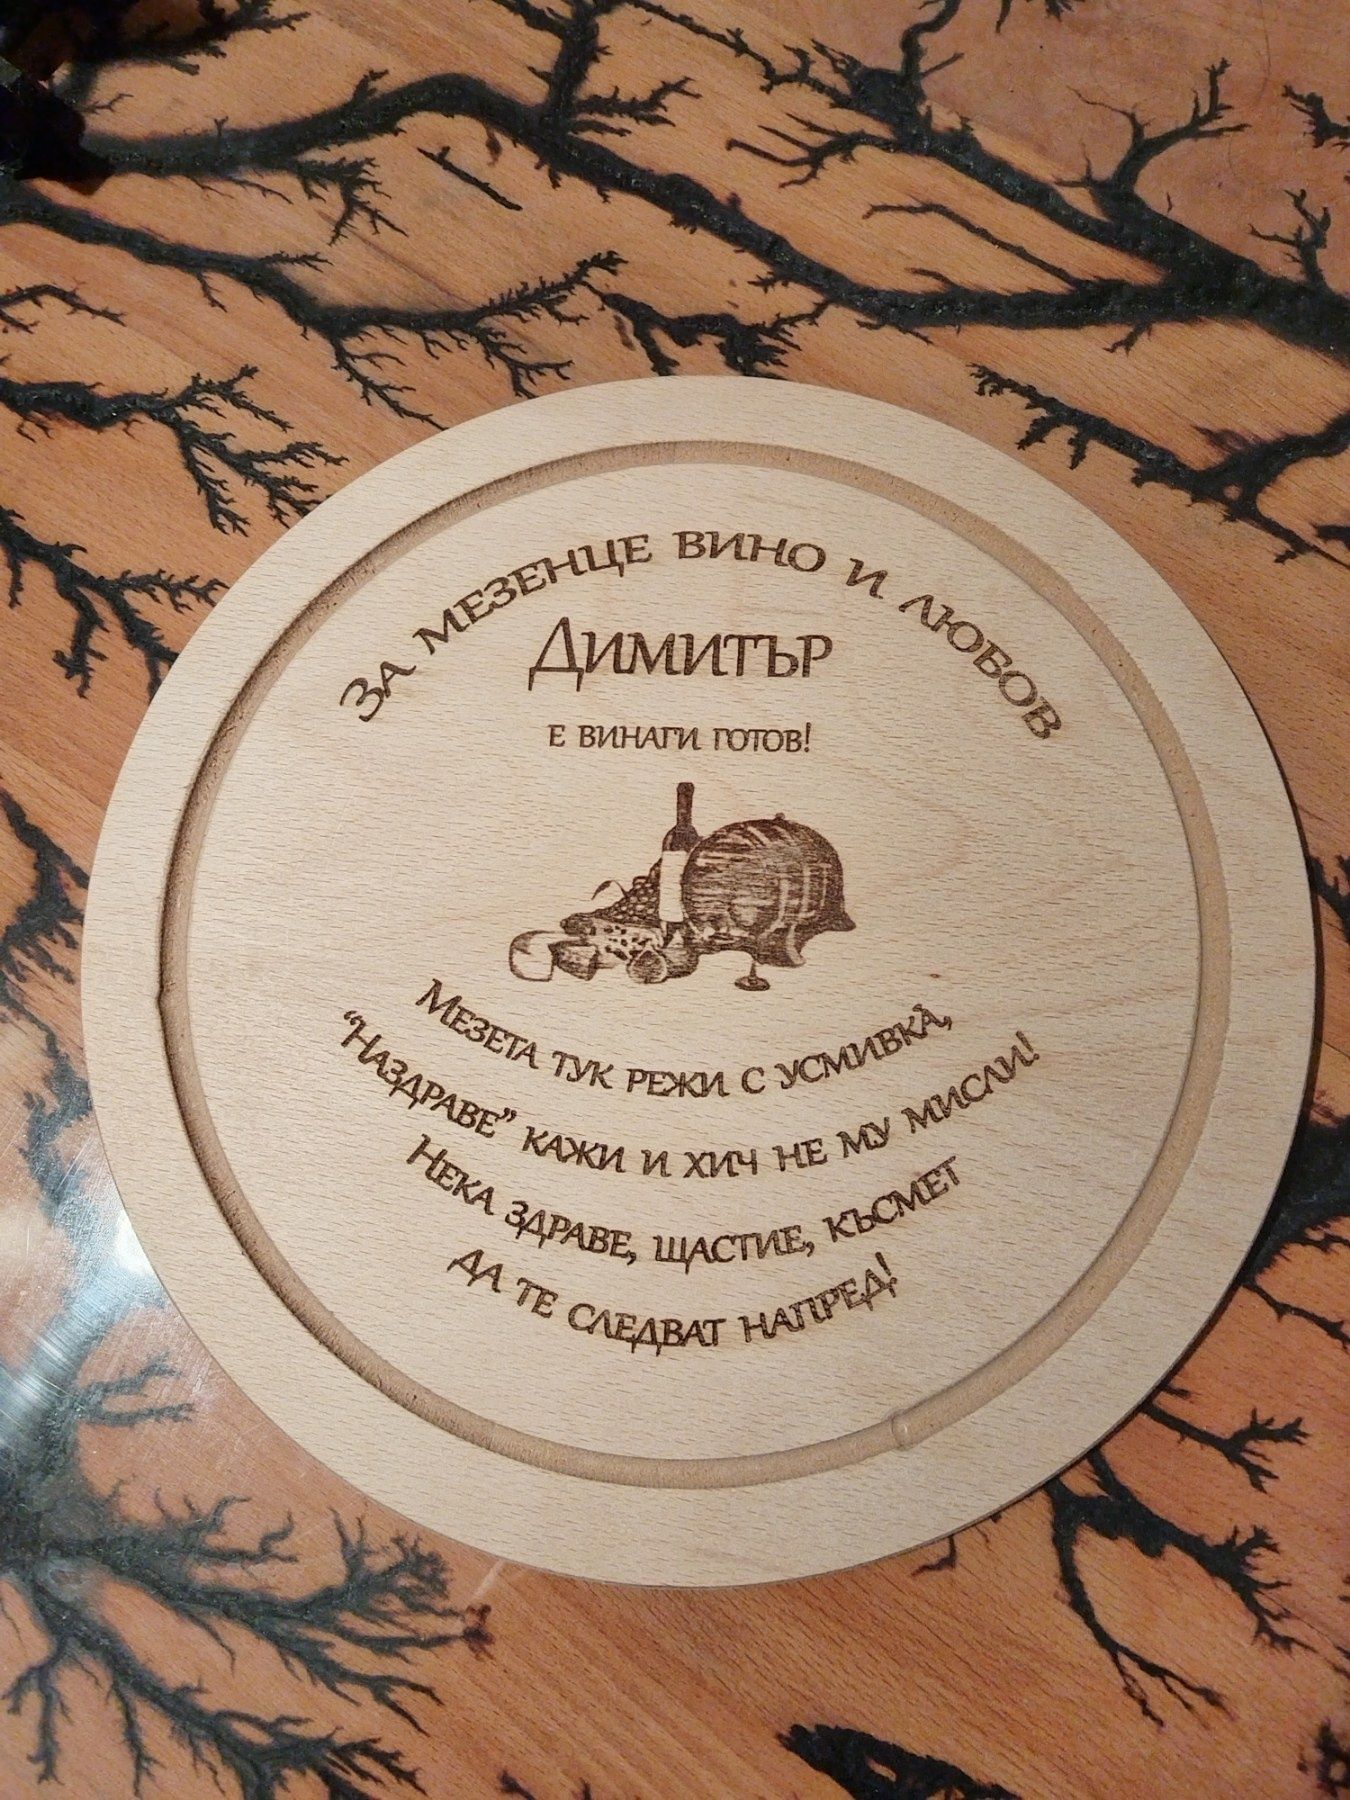 ЗА МЕЗЕНЦЕ ВИНО И ЛЮБОВ
ДИМИТЪР
Е ВИНАГИ ГОТОВ!
МЕЗЕТА ТУК РЕЖИ С УСМИВКА,
“НАЗДРАВЕ” КАЖИ И ХИЧ НЕ МУ МИСЛИ!
НЕКА ЗДРАВЕ, ЩАСТИЕ, КЪСМЕТ
ДА ТЕ СЛЕДВАТ НАПРЕД!